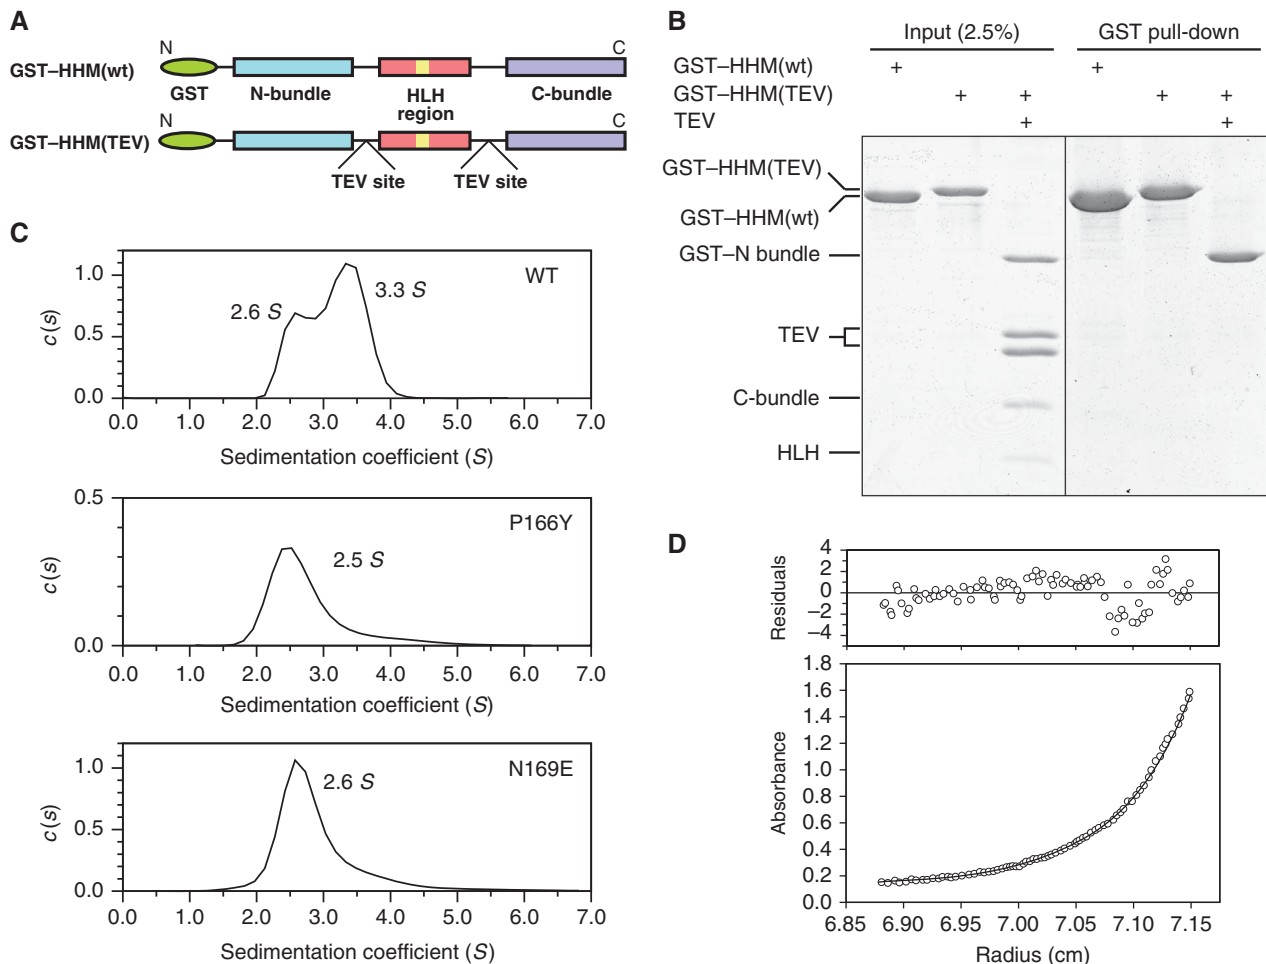 A
N
C
GST–HHM(wt)
GST
N-bundle
HLH
region
C-bundle
N
C
GST–HHM(TEV)
TEV site
TEV site
B
Input (2.5%)
GST pull-down
GST–HHM(wt)
+
+
GST–HHM(TEV)
+
+
+
+
TEV
+
+
GST–HHM(TEV)
GST–HHM(wt)
GST–N bundle
TEV
C-bundle
HLH
C
WT
2.6 S
3.3 S
c(s)
1.0
0.5
0.0
0.0 1.0 2.0 3.0 4.0 5.0 6.0 7.0
Sedimentation coefficient (S)
P166Y
2.5 S
c(s)
0.5
0.0
0.0 1.0 2.0 3.0 4.0 5.0 6.0 7.0
Sedimentation coefficient (S)
N169E
2.6 S
c(s)
1.0
0.5
0.0
0.0 1.0 2.0 3.0 4.0 5.0 6.0 7.0
Sedimentation coefficient (S)
D
Residuals
4
2
0
–2
–4
Absorbance
1.8
1.6
1.4
1.2
1.0
0.8
0.6
0.4
0.2
0.0
6.85 6.90 6.95 7.00 7.05 7.10 7.15
Radius (cm)